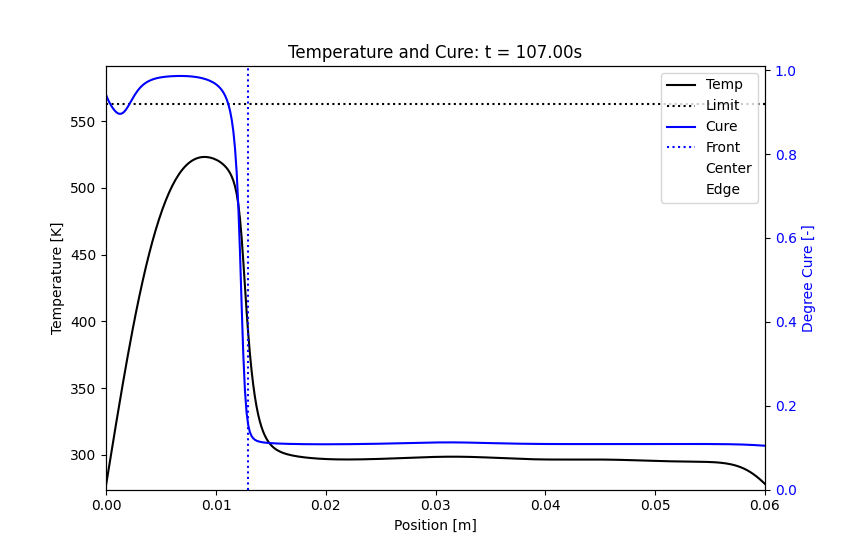 Temperature and Cure: t = 107.00s
Temp
Limit
Cure
Front
Center
Edge
Temperature [K]
550
500
450
400
350
300
Degree Cure [-]
1.0
0.8
0.6
0.4
0.2
0.0
0.00 0.01 0.02 0.03 0.04 0.05 0.06
Position [m]